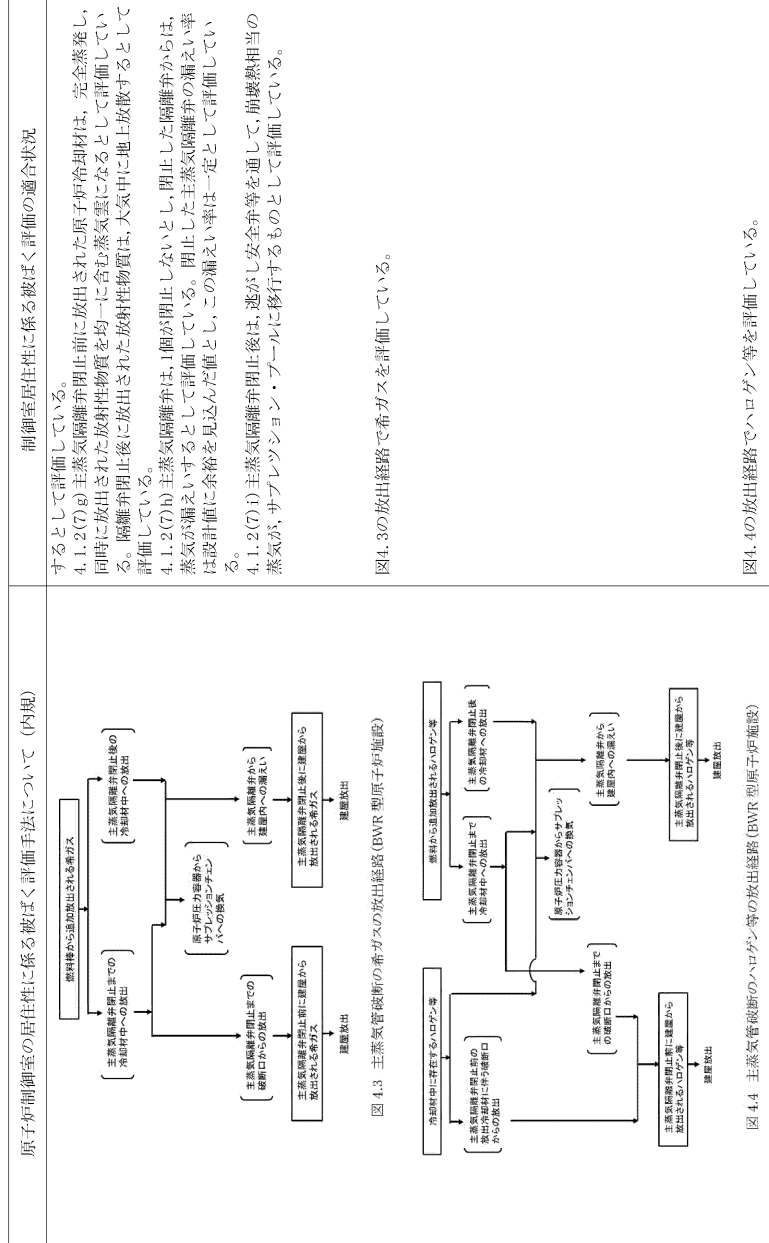 原子炉制御室の居住性に係る被ばく評価手法について（内規）
燃料棒から追加放出される希ガス
主蒸気隔離弁閉止までの
冷却材中への放出
主蒸気隔離弁閉止後の
冷却材中への放出
原子炉圧力容器から
サプレッションチェン
バへの換気
主蒸気隔離弁閉止までの
破断口からの放出
主蒸気隔離弁から
建屋内への漏えい
主蒸気隔離弁閉止前に建屋から
放出される希ガス
主蒸気隔離弁閉止後に建屋から
放出される希ガス
建屋放出
建屋放出
図 4.3 主蒸気管破断の希ガスの放出経路(BWR 型原子炉施設)
冷却材中に存在するハロゲン等
燃料から追加放出されるハロゲン等
主蒸気隔離弁閉止前の
放出冷却材に伴う破断口
からの放出
主蒸気隔離弁閉止まで
冷却材中への放出
主蒸気隔離弁閉止後
の冷却材への放出
原子炉圧力容器からサプレッ
ションチェンバへの換気
主蒸気隔離弁閉止まで
の破断口からの放出
主蒸気隔離弁から
建屋内への漏えい
主蒸気隔離弁閉止前に建屋から
放出されるハロゲン等
主蒸気隔離弁閉止後に建屋から
放出されるハロゲン等
建屋放出
建屋放出
図 4.4 主蒸気管破断のハロゲン等の放出経路(BWR 型原子炉施設)
制御室居住性に係る被ばく評価の適合状況
するとして評価している。
4.1.2(7)g)主蒸気隔離弁閉止前に放出された原子炉冷却材は，完全蒸発し，
同時に放出された放射性物質を均一に含む蒸気雲になるとして評価してい
る。隔離弁閉止後に放出された放射性物質は，大気中に地上放散するとして
評価している。
4.1.2(7)h)主蒸気隔離弁は，1個が閉止しないとし，閉止した隔離弁からは，
蒸気が漏えいするとして評価している。 閉止した主蒸気隔離弁の漏えい率
は設計値に余裕を見込んだ値とし，この漏えい率は一定として評価してい
る。
4.1.2(7)i)主蒸気隔離弁閉止後は，逃がし安全弁等を通して，崩壊熱相当の
蒸気が，サプレッション・プールに移行するものとして評価している。
図4.3の放出経路で希ガスを評価している。
図4.4の放出経路でハロゲン等を評価している。